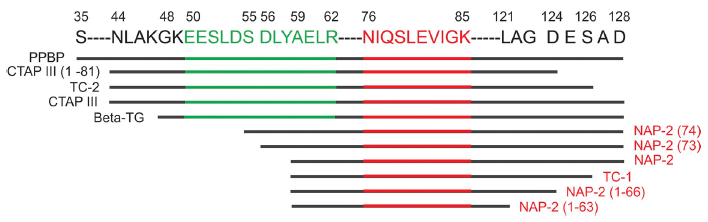 35 44 48 50 55 56 59 62 76 85 121 124 126 128
S----NLAKGKEESLDSDLYAELR----NIQSLEVIGK-----LAG D E S A D
PPBP
CTAP III (1 -81)
TC-2
CTAP III
Beta-TG
NAP-2 (74)
NAP-2 (73)
NAP-2
TC-1
NAP-2 (1-66)
NAP-2 (1-63)